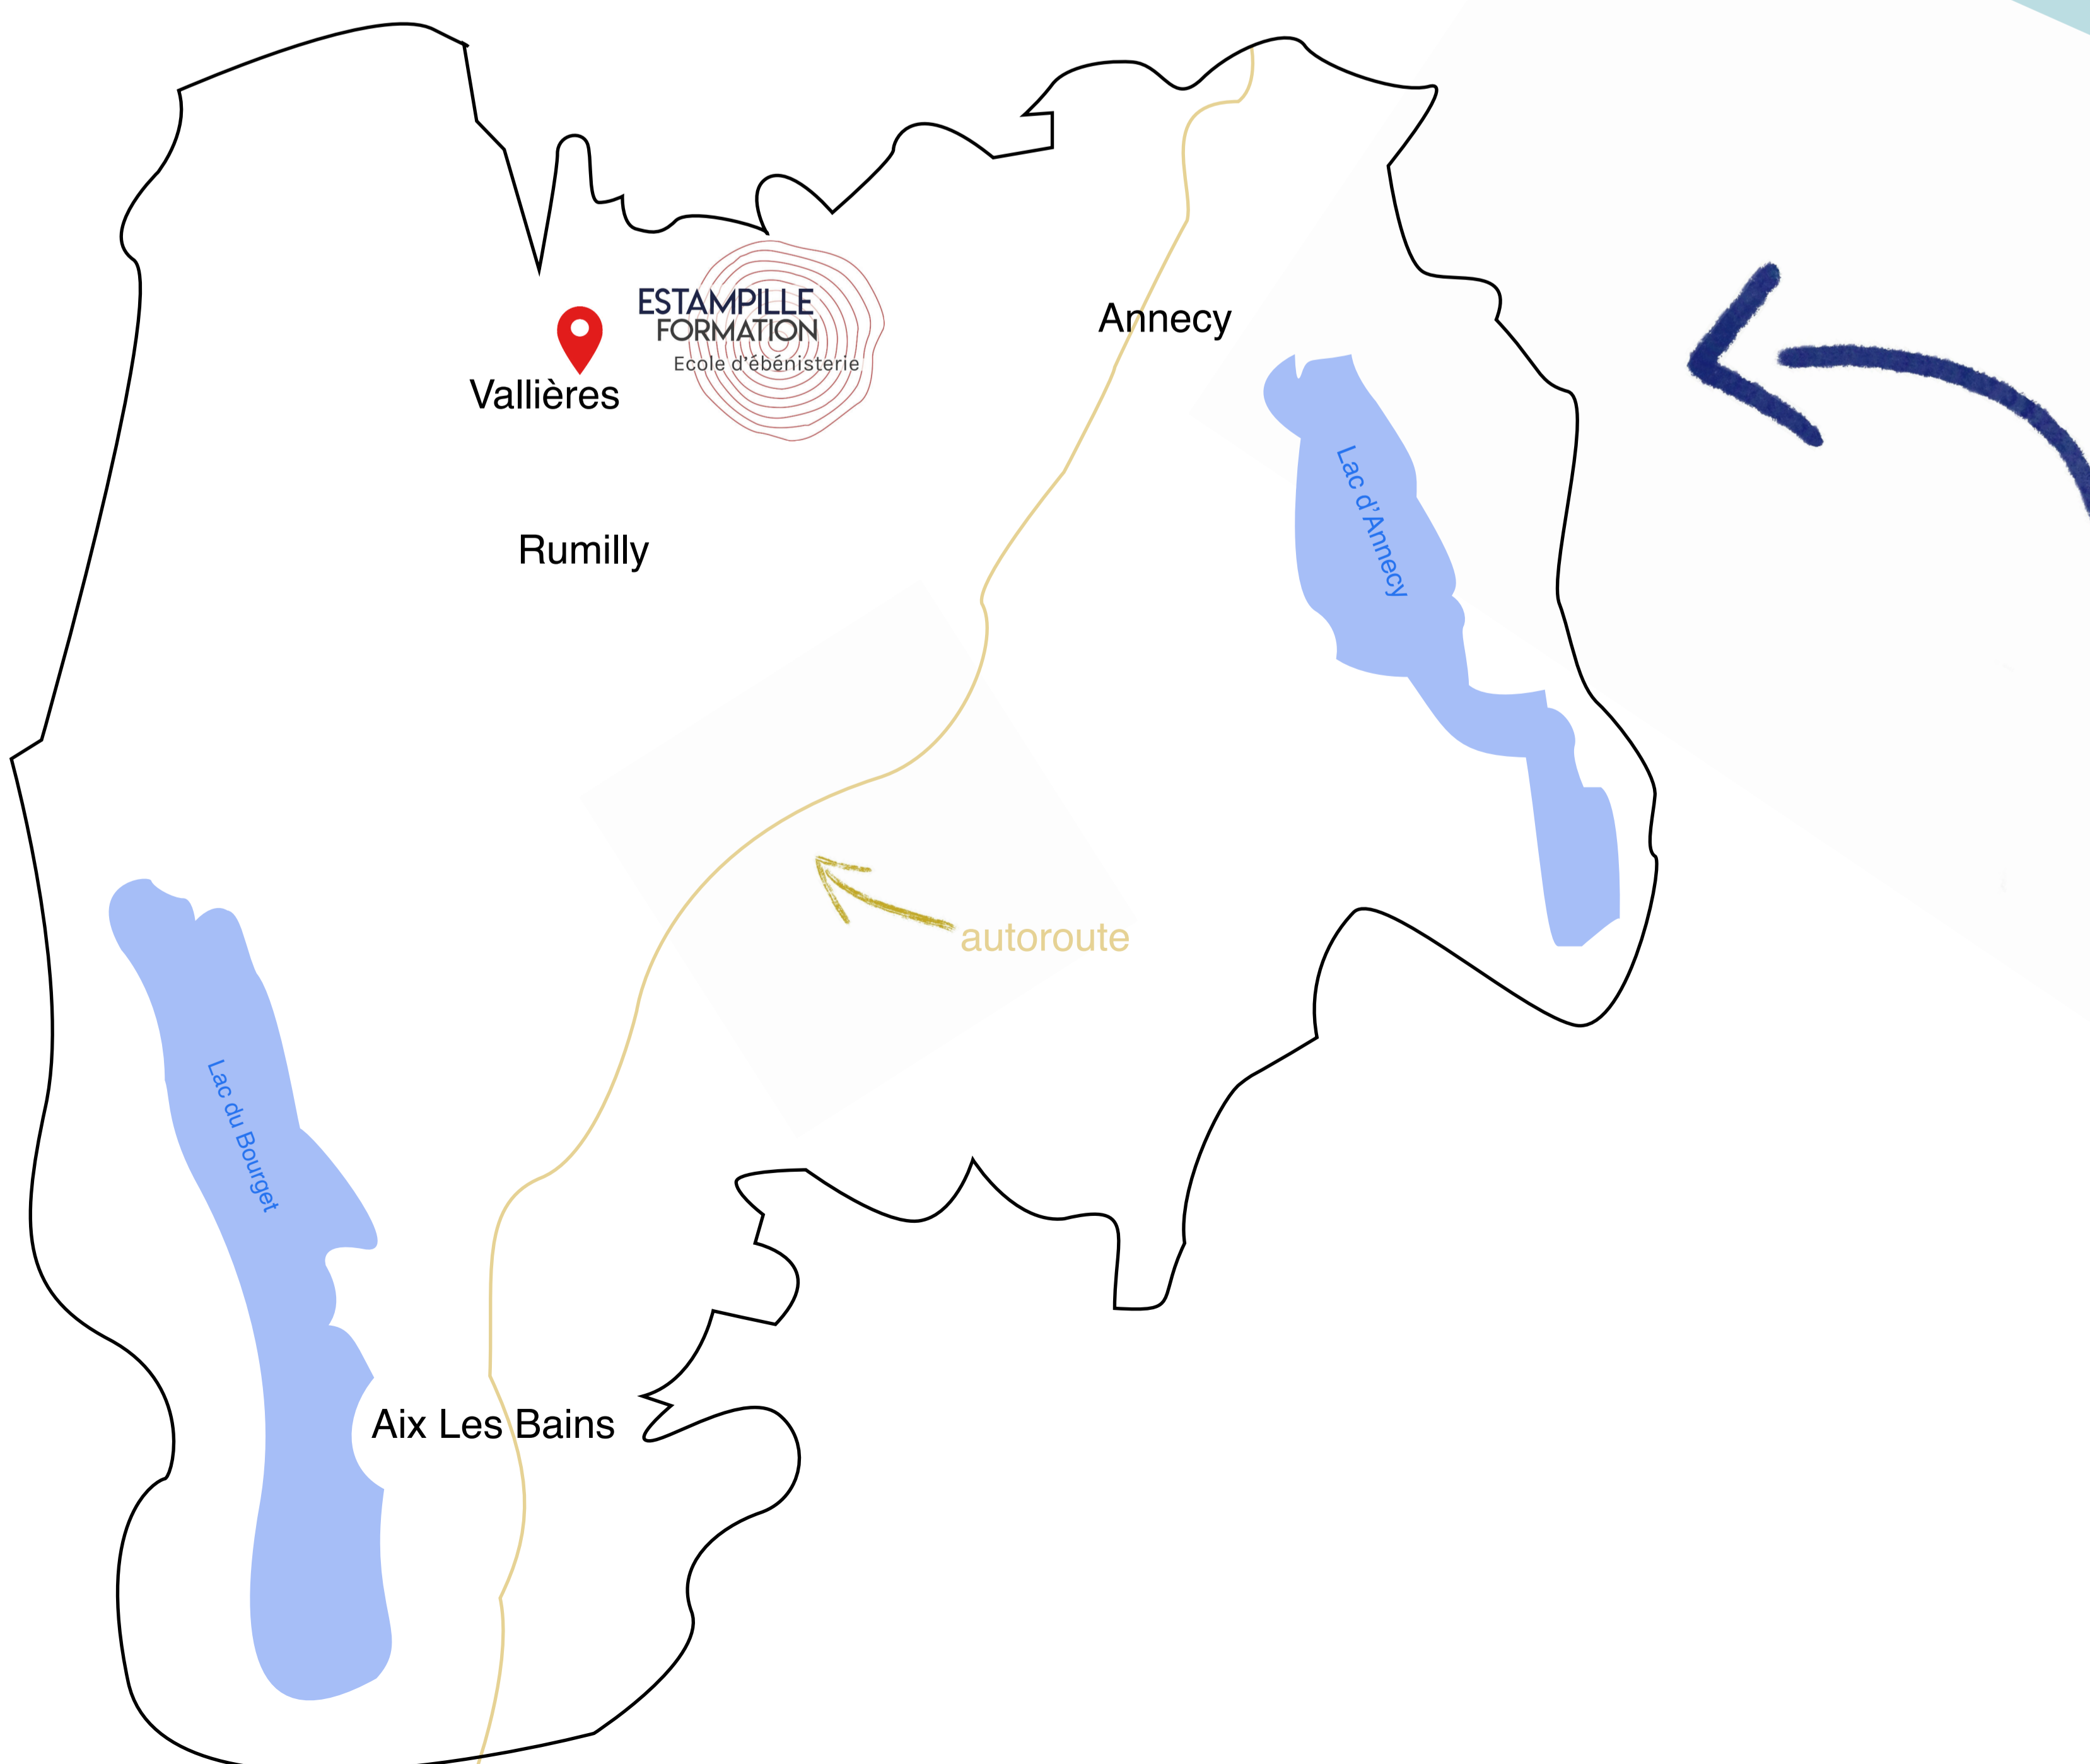 ESTAMPILLE
FORMATION
Ecole d'ébénisterie
Annecy
Vallières
Lac d'Annecy
Rumilly
autoroute
Lac du Bourget
Aix Les Bains